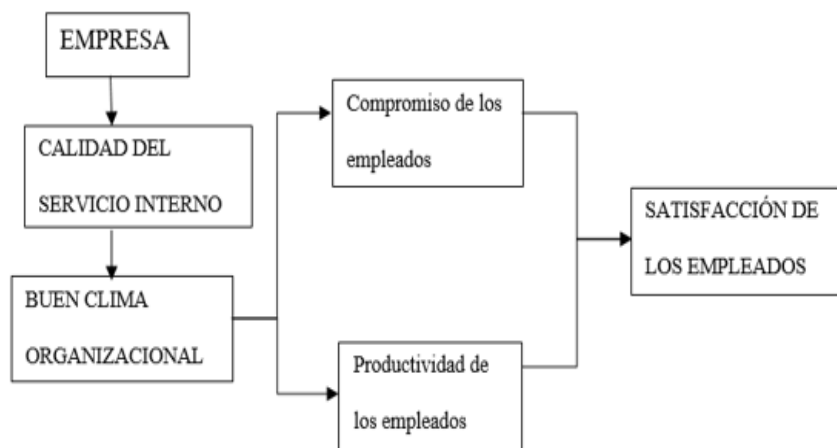 EMPRESA
CALIDAD DEL
SERVICIO INTERNO
BUEN CLIMA
ORGANIZACIONAL
Compromiso de los
empleados
Productividad de
los empleados
SATISFACCIÓN DE
LOS EMPLEADOS